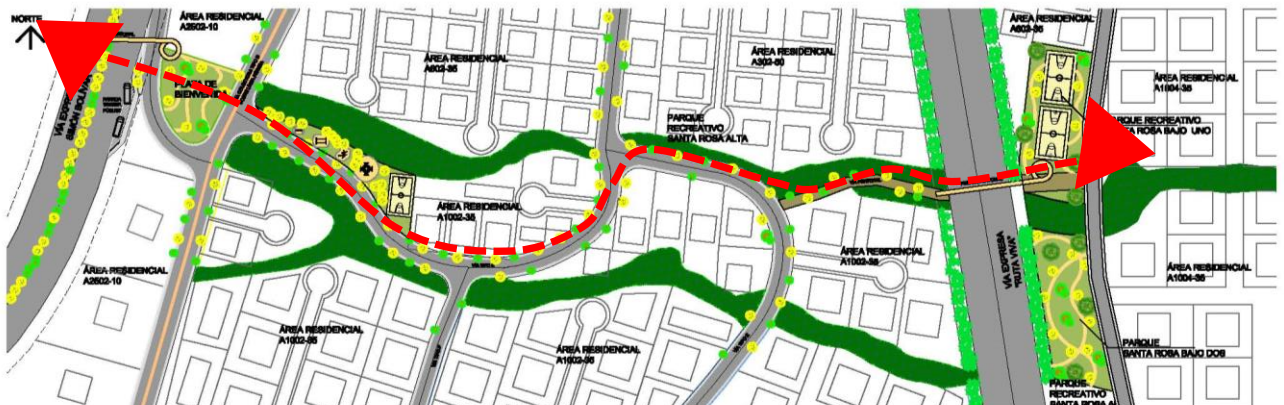 NORTE
ÁREA RESIDENCIAL
A2602-10
VÍA EXPRESA
SIMÓN BOLÍVAR
PLAZA DE
BIENVENIDA
ÁREA RESIDENCIAL
A602-35
ÁREA RESIDENCIAL
A302-50
ÁREA RESIDENCIAL
A603-35
ÁREA RESIDENCIAL
A1004-35
PARQUE RECREATIVO
SANTA ROSA BAJO UNO
PARQUE
RECREATIVO
SANTA ROSA ALTA
ÁREA RESIDENCIAL
A1002-35
ÁREA RESIDENCIAL
A1002-35
VÍA EXPRESA
"RUTA VIVA"
ÁREA RESIDENCIAL
A1004-35
ÁREA RESIDENCIAL
A2602-10
ÁREA RESIDENCIAL
A1002-35
ÁREA RESIDENCIAL
A1002-35
PARQUE
SANTA ROSA BAJO DOS
PARQUE
RECREATIVO